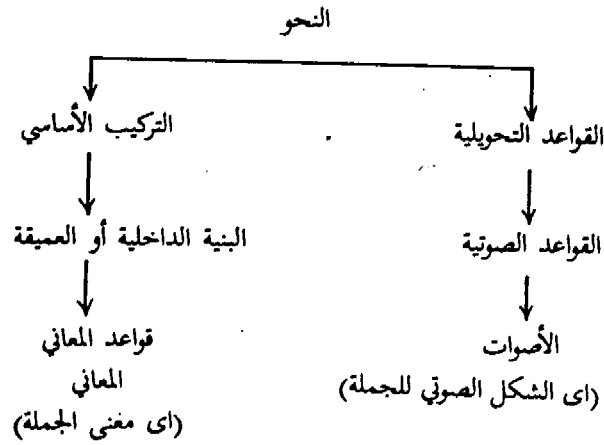 النحو
القواعد التحويلية
التركيب الأساسي
القواعد الصوتية
البنية الداخلية أو العميقة
الأصوات
(اى الشكل الصوتي للجملة)
قواعد المعاني
المعاني
(اى مغنى الجملة)